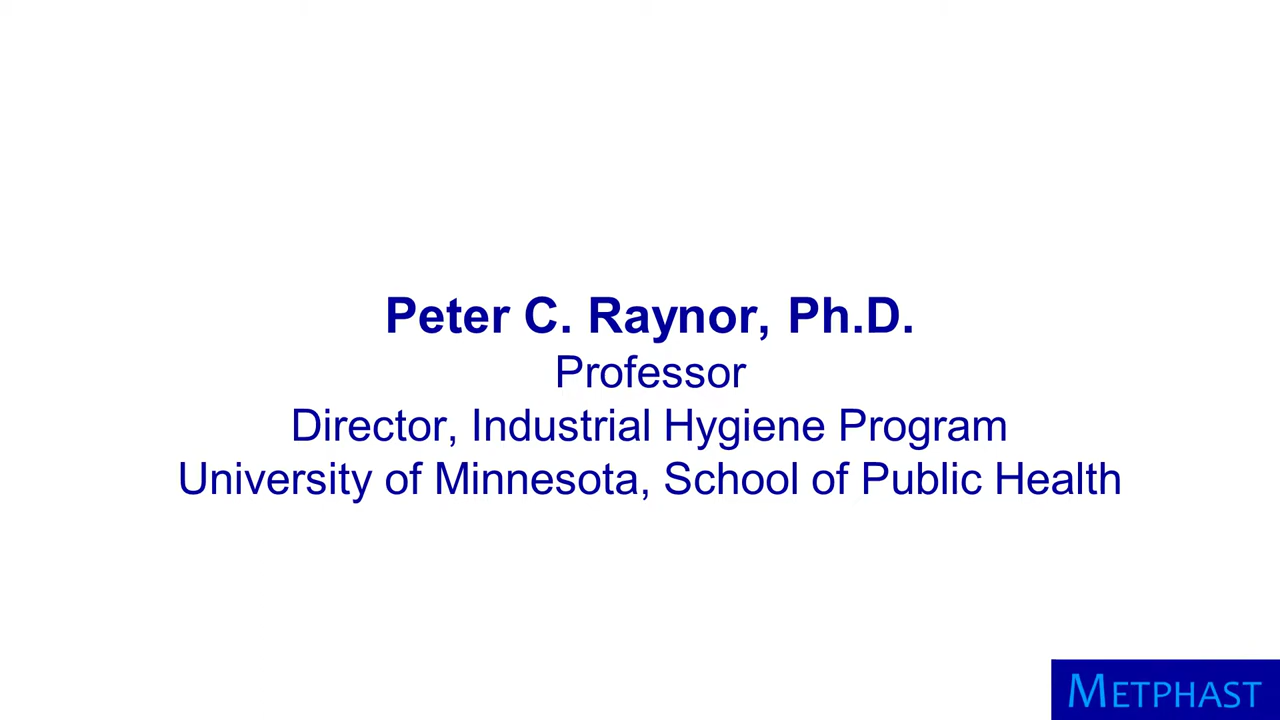 Peter C. Raynor, Ph.D.
Professor
Director, Industrial Hygiene Program
University of Minnesota, School of Public Health
METPHAST